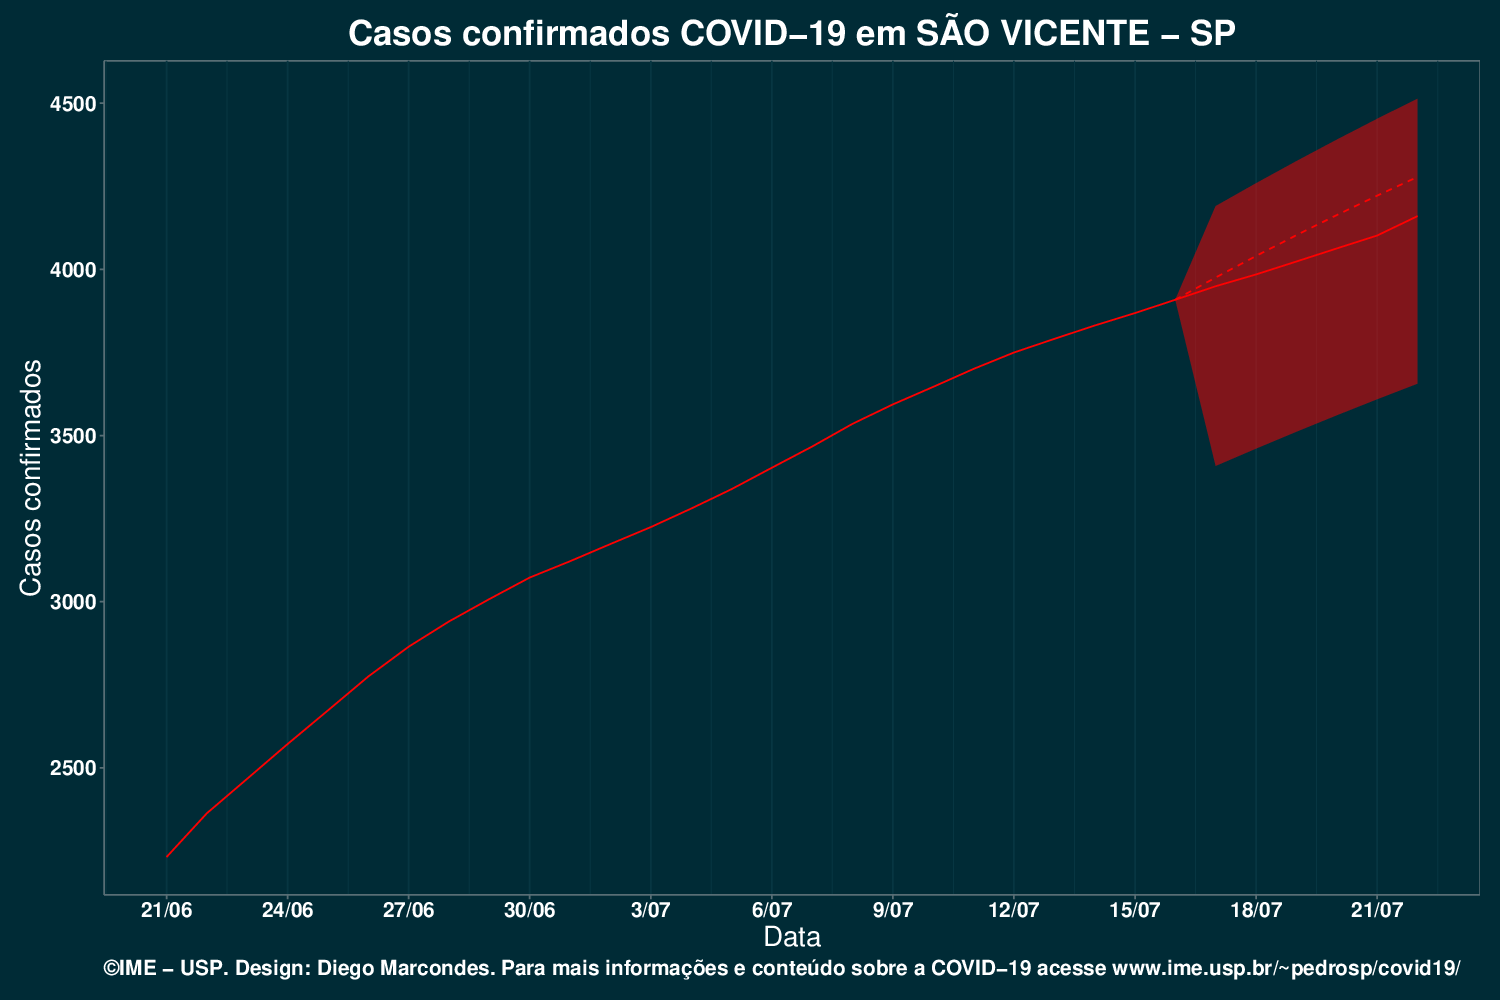 Casos confirmados COVID−19 em SÃO VICENTE − SP
4500
4000
3500
3000
2500
Casos confirmados
21/06 24/06 27/06 30/06 3/07 6/07 9/07 12/07 15/07 18/07 21/07
Data
©IME − USP. Design: Diego Marcondes. Para mais informações e conteúdo sobre a COVID−19 acesse www.ime.usp.br/~pedrosp/covid19/